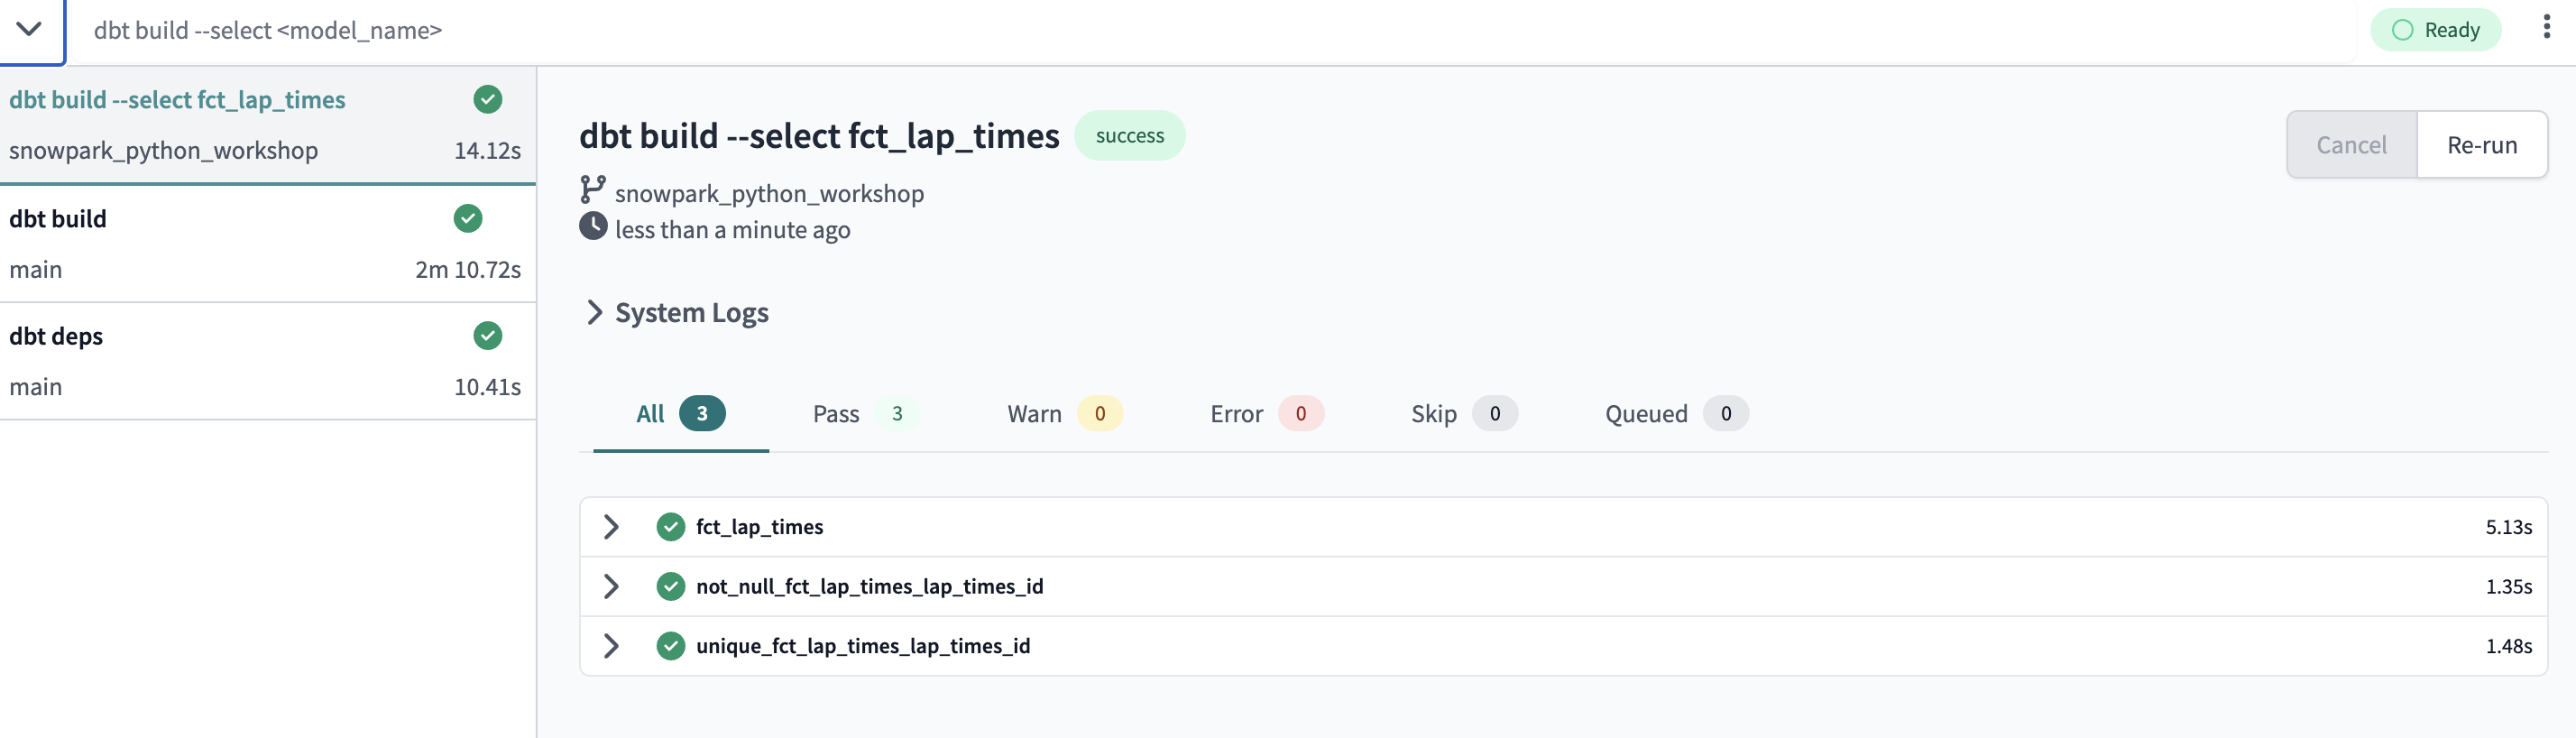 dbt build --select <model_name>
Ready
dbt build --select fct_lap_times
snowpark_python_workshop 14.12s
dbt build
main 2m 10.72s
dbt deps
main 10.41s
dbt build --select fct_lap_times success
Cancel Re-run
snowpark_python_workshop
less than a minute ago
System Logs
All 3 Pass 3 Warn 0 Error 0 Skip 0 Queued 0
fct_lap_times 5.13s
not_null_fct_lap_times_lap_times_id 1.35s
unique_fct_lap_times_lap_times_id 1.48s